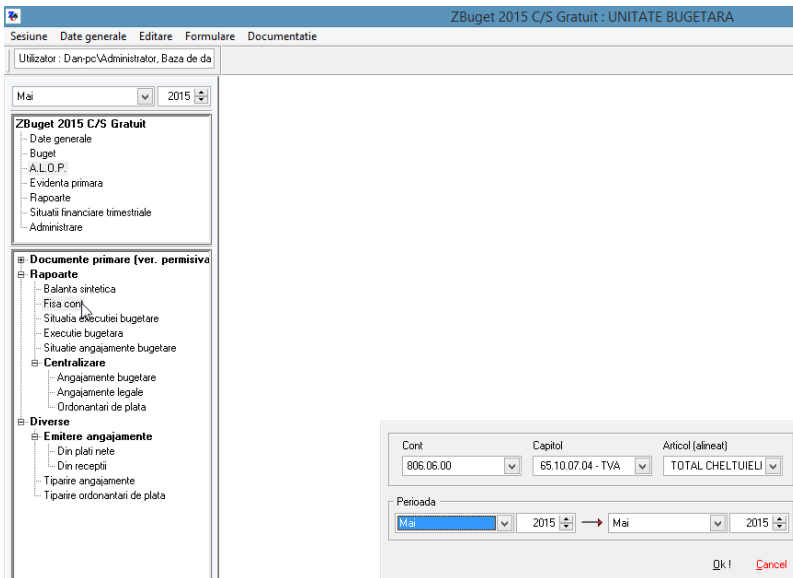 ZBuget 2015 C/S Gratuit : UNITATE BUGETARA
Sesiune Date generale Editare Formulare Documentatie
Utilizator : Dan-pc\Administrator, Baza de da
Mai 2015
ZBuget 2015 C/S Gratuit
Date generale
Buget
A.L.O.P.
Evidenta primara
Rapoarte
Situatii financiare trimestriale
Administrare
Documente primare (ver. permisiva
Rapoarte
Balanta sintetica
Fisa cont
Situatia executiei bugetare
Executie bugetara
Situatie angajamente bugetare
Centralizare
Angajamente bugetare
Angajamente legale
Ordonantari de plata
Diverse
Emitere angajamente
Din plati nete
Din receptii
Tiparire angajamente
Tiparire ordonantari de plata
Cont Capitol Articol (alineat)
806.06.00 65.10.07.04 - TVA TOTAL CHELTUIELI
Perioada
Mai 2015 Mai 2015
Ok ! Cancel